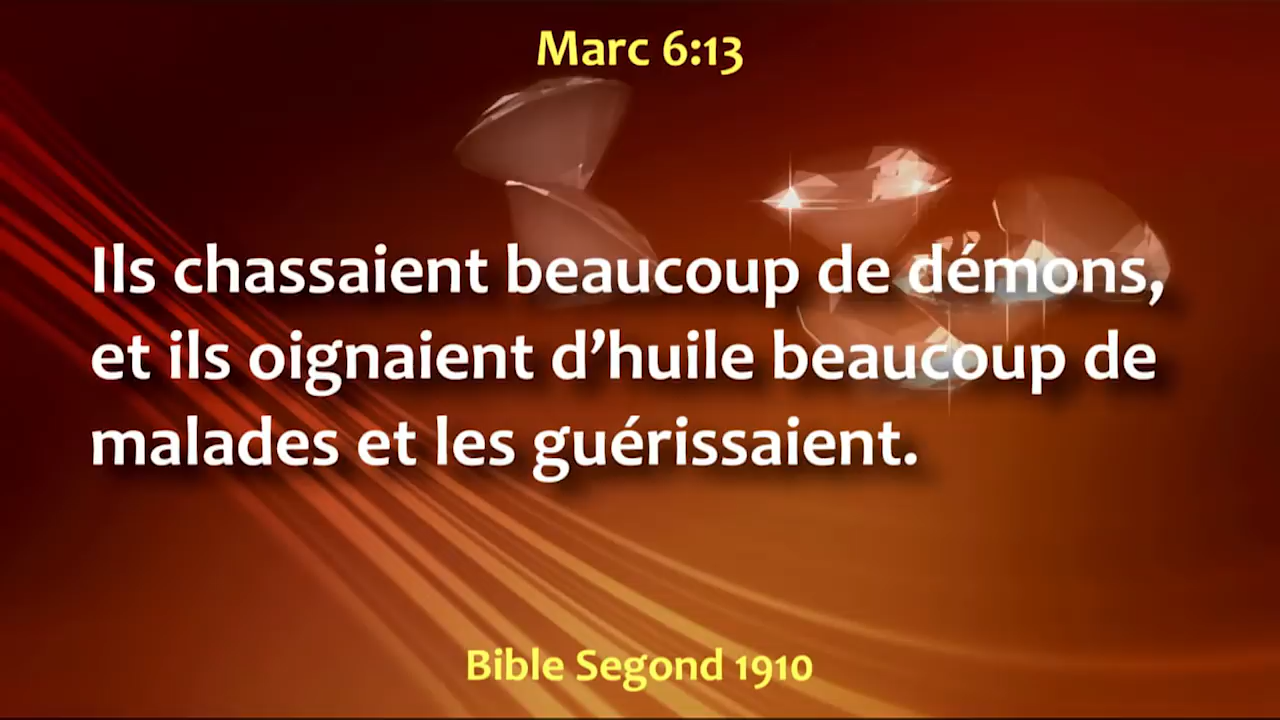 Marc 6:13
Ils chassaient beaucoup de démons,
et ils oignaient d’huile beaucoup de
malades et les guérissaient.
Bible Segond 1910